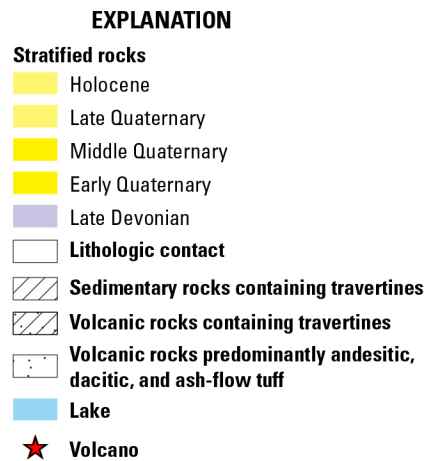 EXPLANATION
Stratified rocks
Holocene
Late Quaternary
Middle Quaternary
Early Quaternary
Late Devonian
Lithologic contact
Sedimentary rocks containing travertines
Volcanic rocks containing travertines
Volcanic rocks predominantly andesitic,
dacitic, and ash-flow tuff
Lake
Volcano